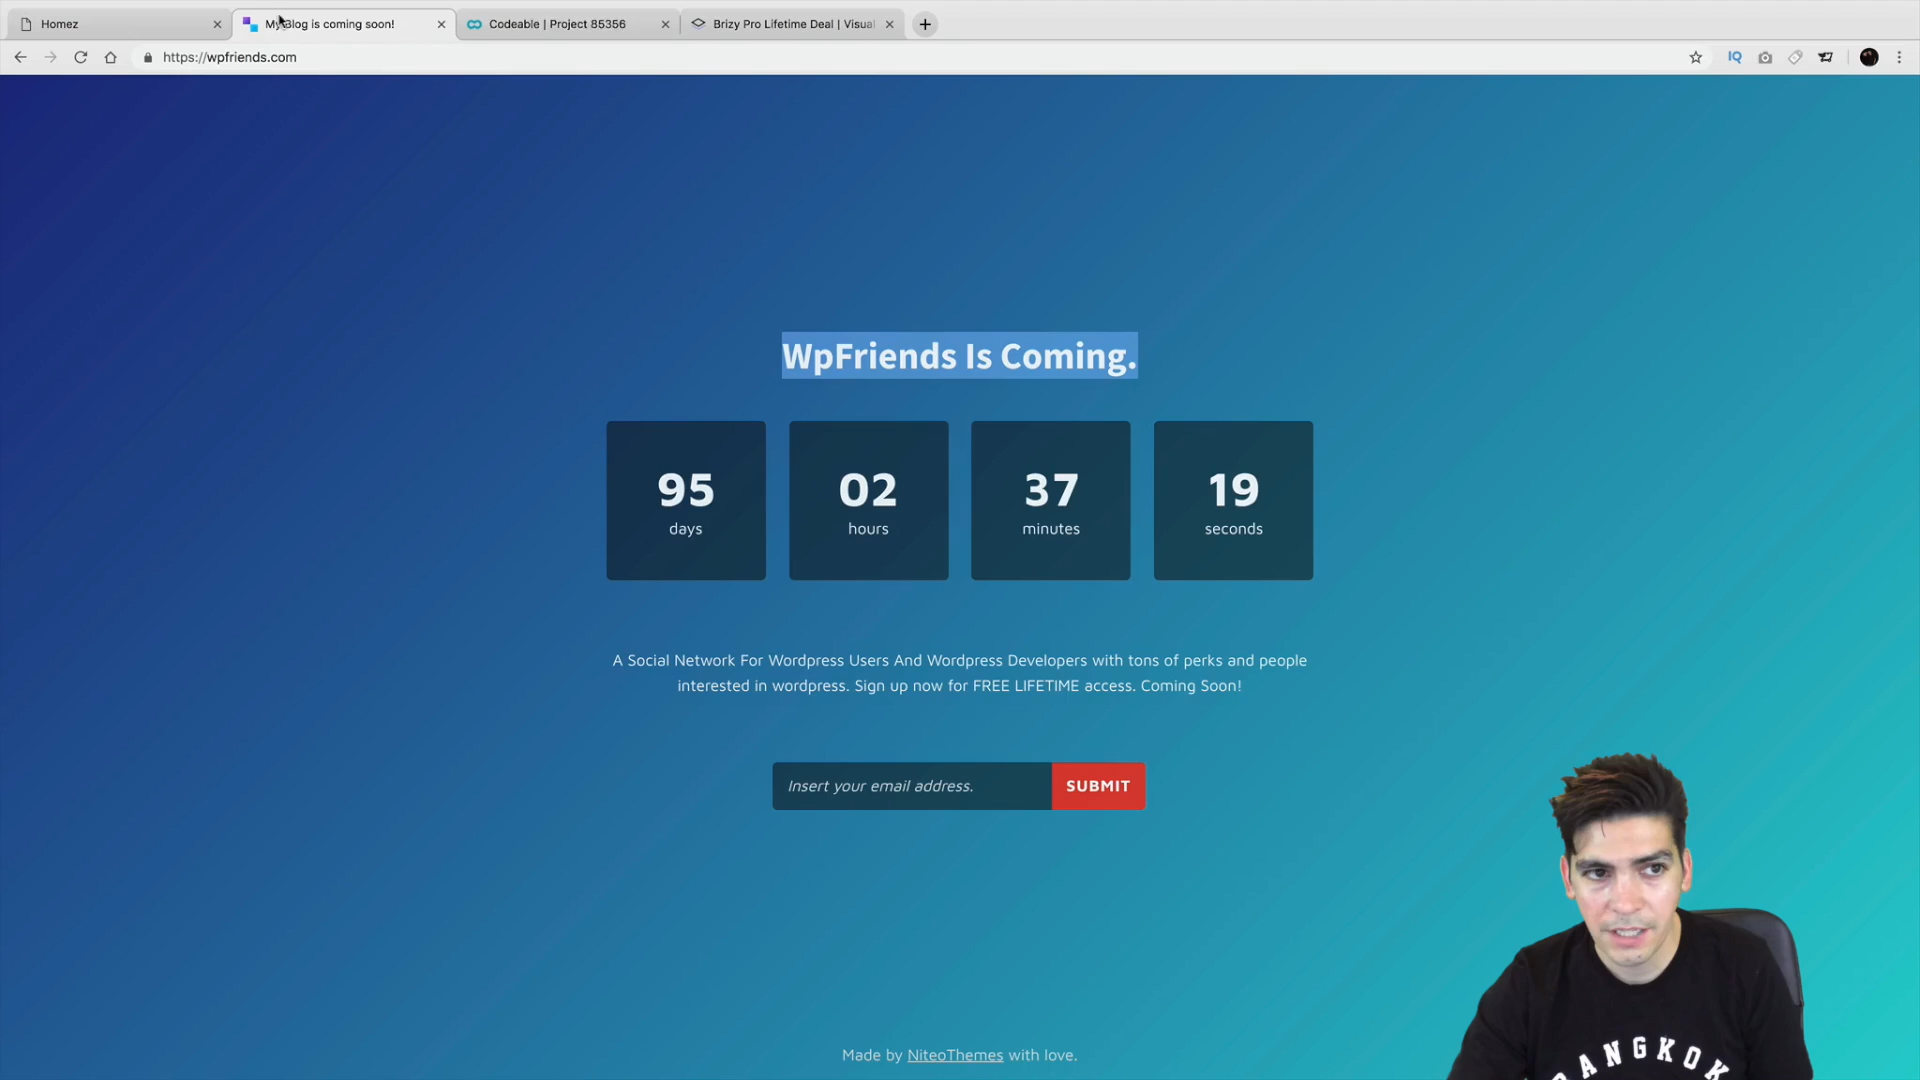 Homez
My Blog is coming soon!
Codeable | Project 85356
Brizy Pro Lifetime Deal | Visual
https://wpfriends.com
IQ
WpFriends Is Coming.
95 02 37 19
days hours minutes seconds
A Social Network For Wordpress Users And Wordpress Developers with tons of perks and people
interested in wordpress. Sign up now for FREE LIFETIME access. Coming Soon!
Insert your email address. SUBMIT
Made by NiteoThemes with love.
BANGKOK